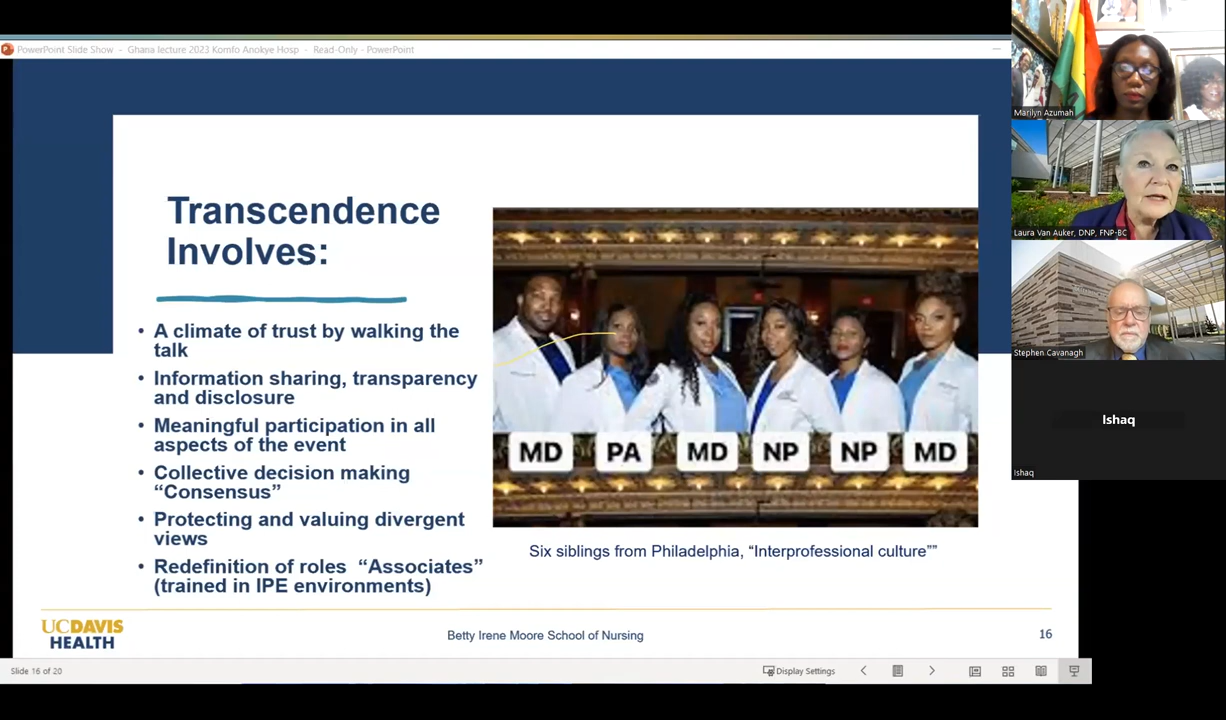 PowerPoint Slide Show - Ghana lecture 2023 Komfo Anokye Hosp - Read-Only - PowerPoint
Transcendence
Involves:
• A climate of trust by walking the
talk
• Information sharing, transparency
and disclosure
• Meaningful participation in all
aspects of the event
• Collective decision making
“Consensus”
• Protecting and valuing divergent
views
• Redefinition of roles “Associates”
(trained in IPE environments)
MD PA MD NP NP MD
Six siblings from Philadelphia, “Interprofessional culture””
UCDAVIS
HEALTH
Betty Irene Moore School of Nursing
16
Slide 16 of 20
Display Settings
Marilyn Azumah
Laura Van Auker, DNP, FNP-BC
Stephen Cavanagh
Ishaq
Ishaq